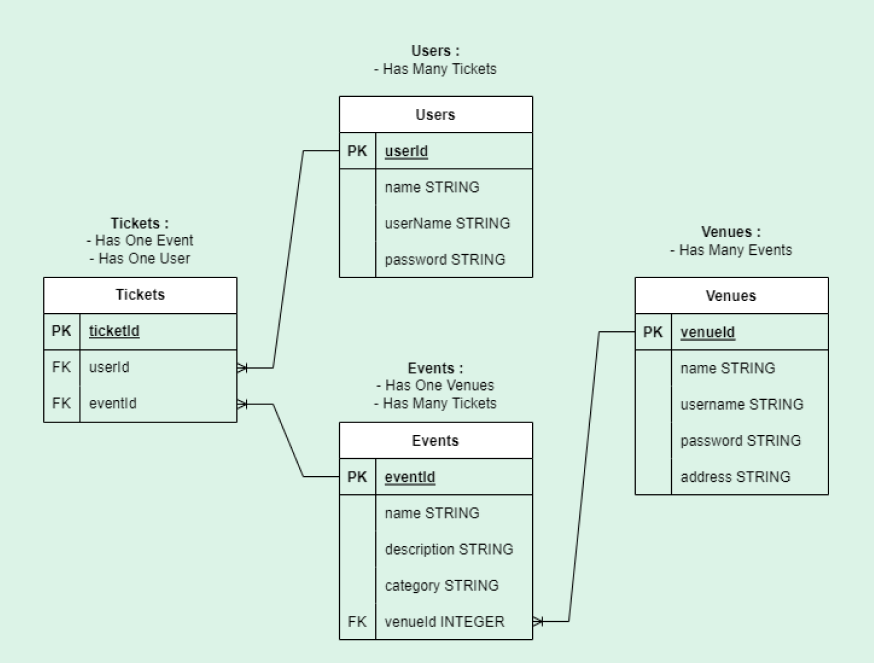 Users :
- Has Many Tickets
Users
PK userId
name STRING
userName STRING
password STRING
Tickets :
- Has One Event
- Has One User
Tickets
PK ticketId
FK userId
FK eventId
Events :
- Has One Venues
- Has Many Tickets
Events
PK eventId
name STRING
description STRING
category STRING
FK venueId INTEGER
Venues :
- Has Many Events
Venues
PK venueId
name STRING
username STRING
password STRING
address STRING